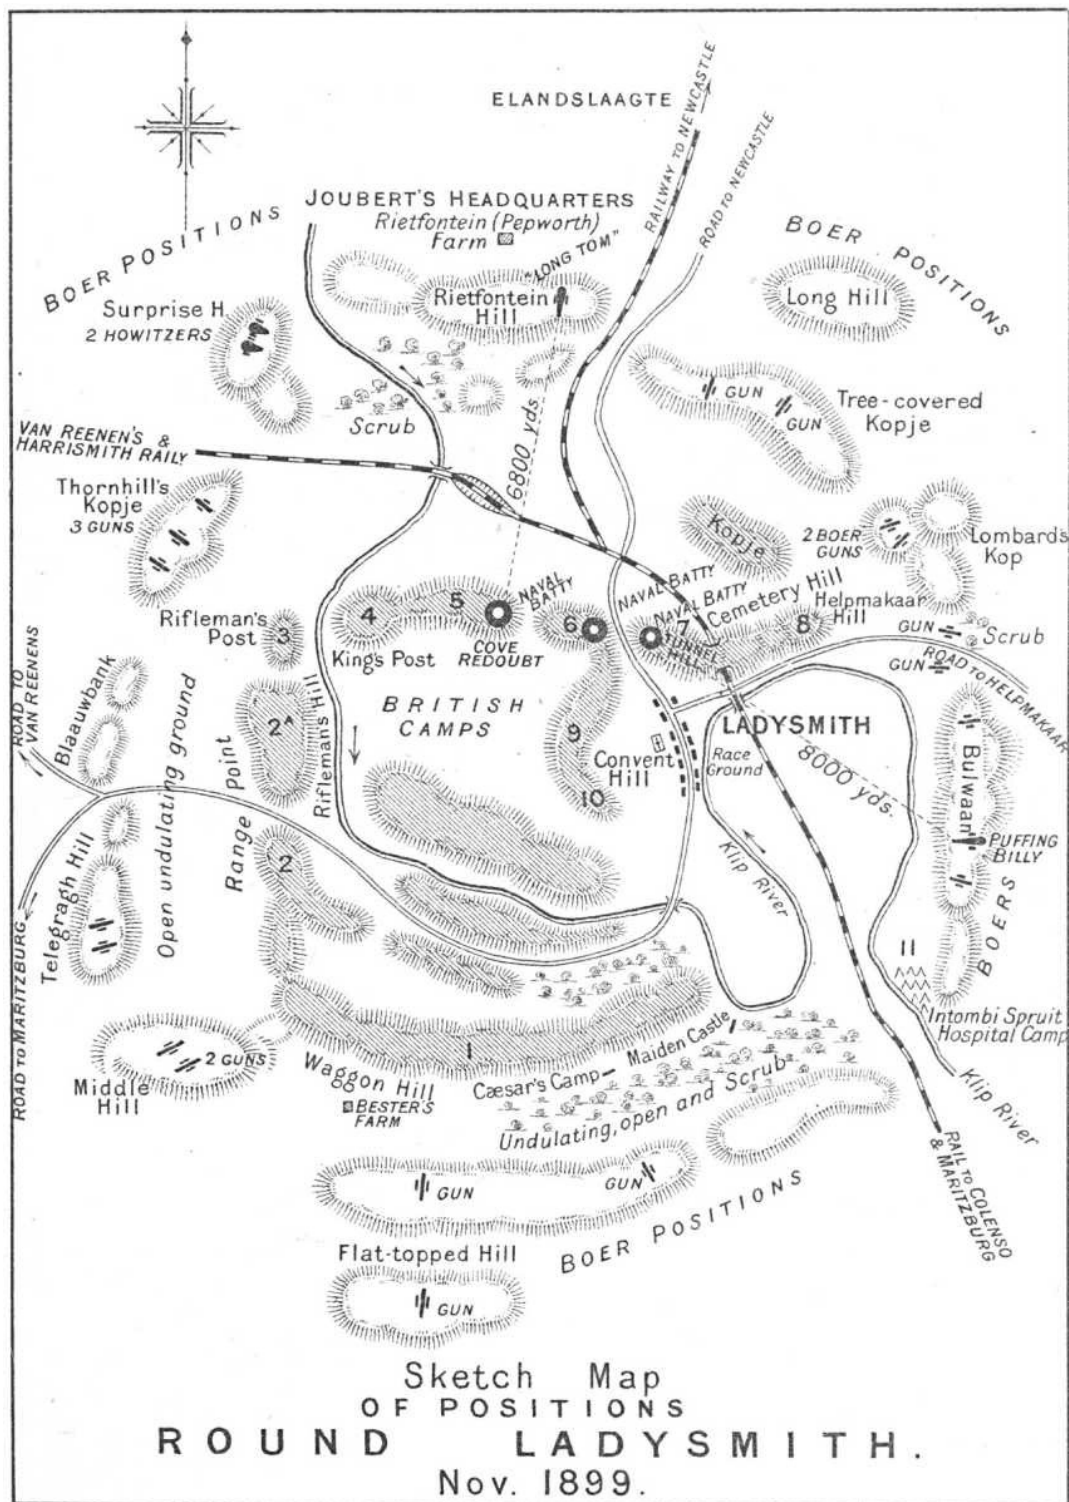 ELANDSLAAGTE
RAILWAY TO NEWCASTLE
ROAD TO NEWCASTLE
JOUBERT'S HEADQUARTERS
Rietfontein (Pepworth)
Farm
BOER POSITIONS
BOER POSITIONS
"LONG TOM"
Rietfontein
Hill
Long Hill
Surprise H.
2 HOWITZERS
GUN
GUN
Tree-covered
Kopje
Scrub
6800 yds.
VAN REENEN'S &
HARRISMITH RAILY
Thornhill's
Kopje
3 GUNS
Kopje
2 BOER
GUNS
Lombard's
Kop
NAVAL
BATTY
NAVAL BATTY
NAVAL BATTY
Cemetery Hill
Helpmakaar
Hill
Rifleman's
Post
3
4
5
6
7
8
King's Post
COVE
REDOUBT
TUNNEL
HILL
GUN
Scrub
GUN
ROAD TO HELPMAKAAR
ROAD TO
VAN REENENS
Blaauwbank
Open undulating ground
Range Point
2A
Rifleman's Hill
BRITISH
CAMPS
9
Convent
Hill
10
LADYSMITH
Race
Ground
8000 yds.
Bulwan
PUFFING
BILLY
BOERS
Klip River
2
Telegragh Hill
ROAD TO MARITZBURG
11
Intombi Spruit
Hospital Camp
Klip River
2 GUNS
Middle
Hill
1
Waggon Hill
BESTER'S
FARM
Cæsar's Camp
Maiden Castle
Undulating, open and Scrub
RAIL TO COLENSO
& MARITZBURG
GUN
GUN
BOER POSITIONS
Flat-topped Hill
GUN
Sketch Map
OF POSITIONS
ROUND LADYSMITH.
Nov. 1899.